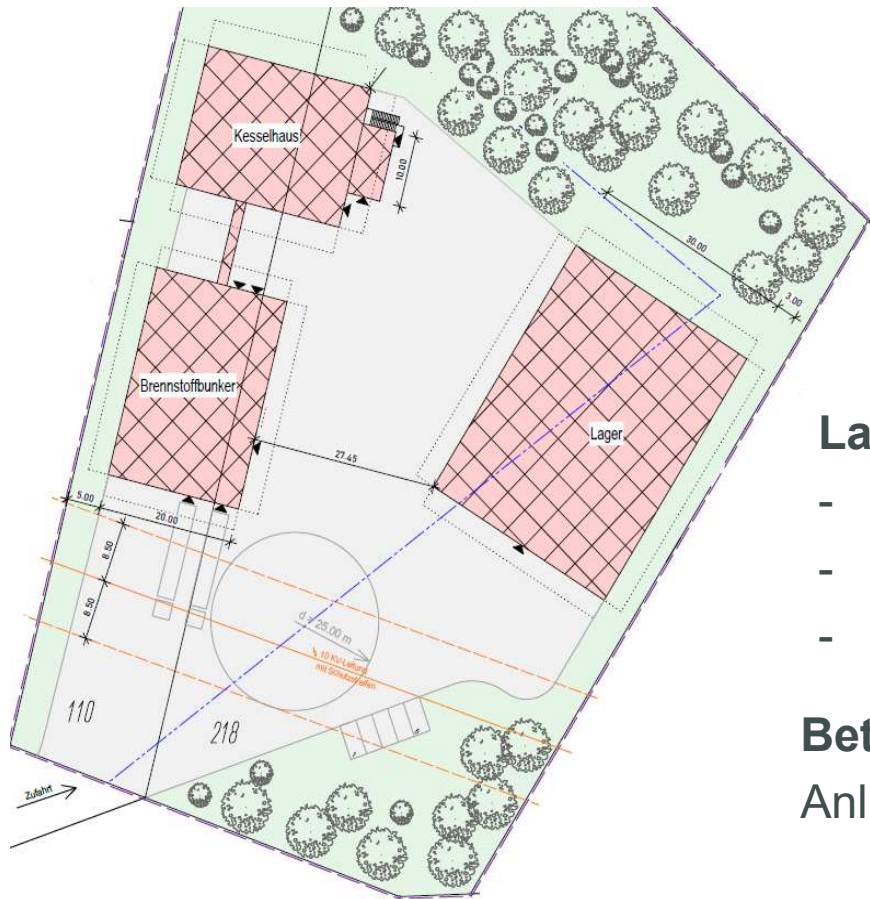 Kesselhaus
10.00
30.00
3.00
Brennstoffbunker
Lager
27.45
5.00
20.00
8.50
8.50
d = 25.00 m
10 KV-Leitung
mit Schutzstreifen
110
218
Zufahrt
La
-
-
-
Bet
Anl